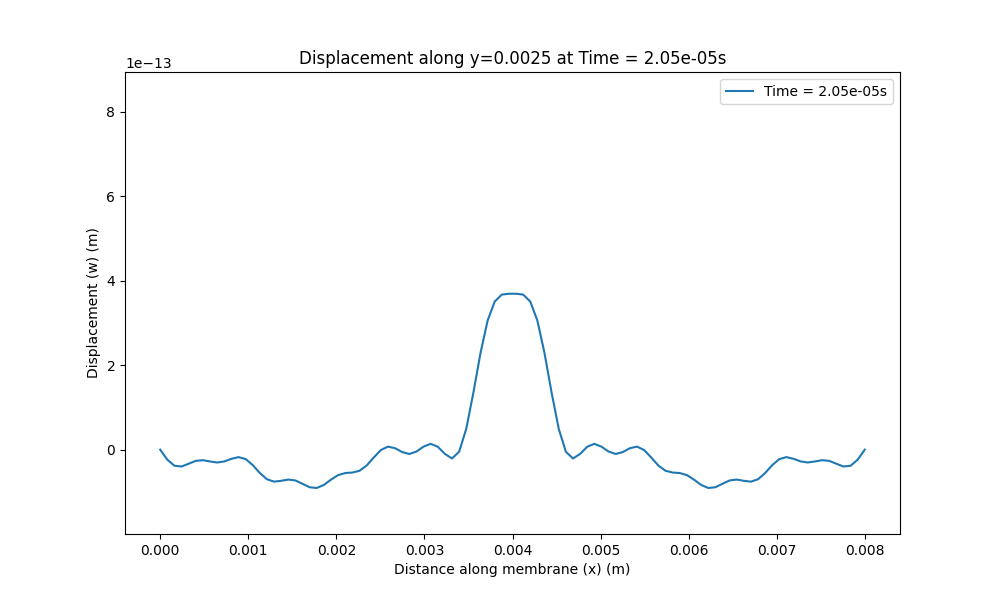 Displacement along y=0.0025 at Time = 2.05e-05s
1e−13
Time = 2.05e-05s
8
6
4
2
0
Displacement (w) (m)
0.000 0.001 0.002 0.003 0.004 0.005 0.006 0.007 0.008
Distance along membrane (x) (m)